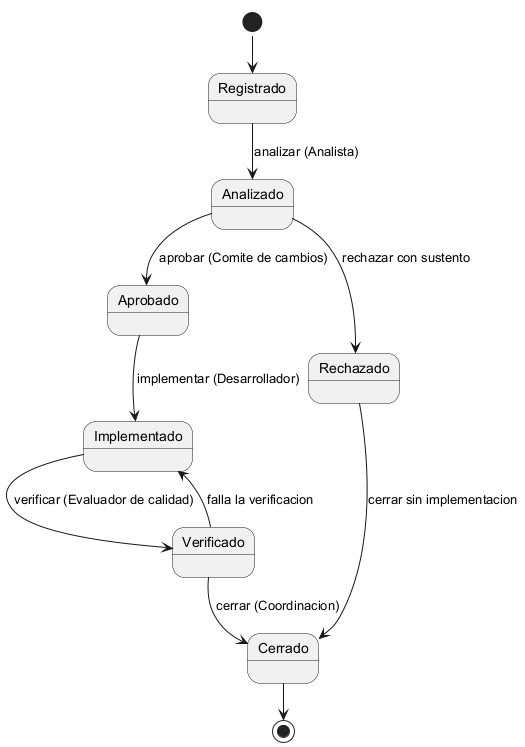 Registrado
analizar (Analista)
Analizado
aprobar (Comite de cambios)
rechazar con sustento
Aprobado
Rechazado
implementar (Desarrollador)
Implementado
verificar (Evaluador de calidad)
falla la verificacion
cerrar sin implementacion
Verificado
cerrar (Coordinacion)
Cerrado